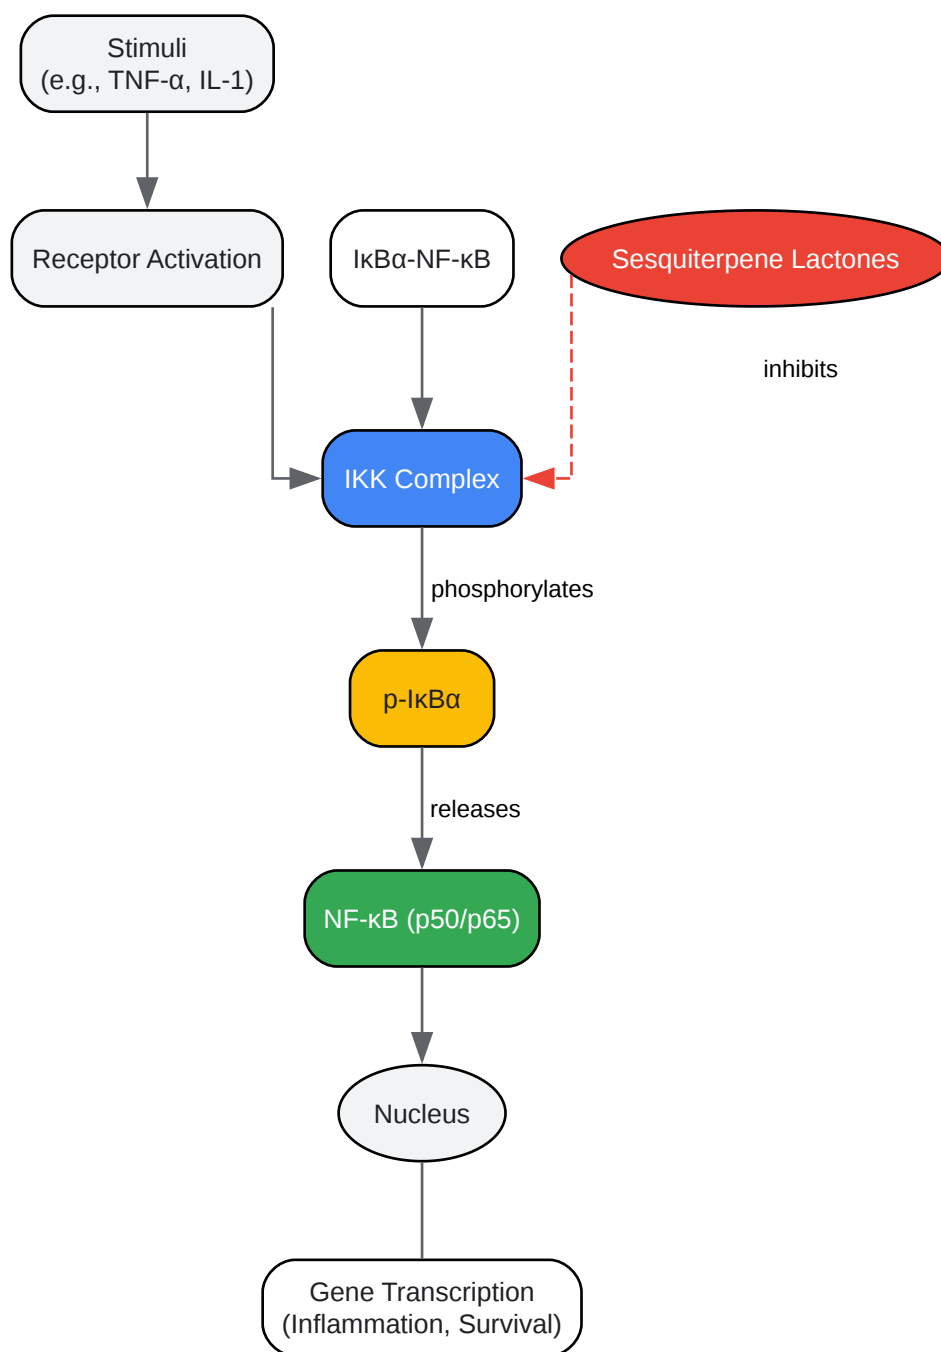 Stimuli
(e.g., TNF-α, IL-1)
Receptor Activation
IκBα-NF-κB
Sesquiterpene Lactones
inhibits
IKK Complex
phosphorylates
p-IκBα
releases
NF-κB (p50/p65)
Nucleus
Gene Transcription
(Inflammation, Survival)